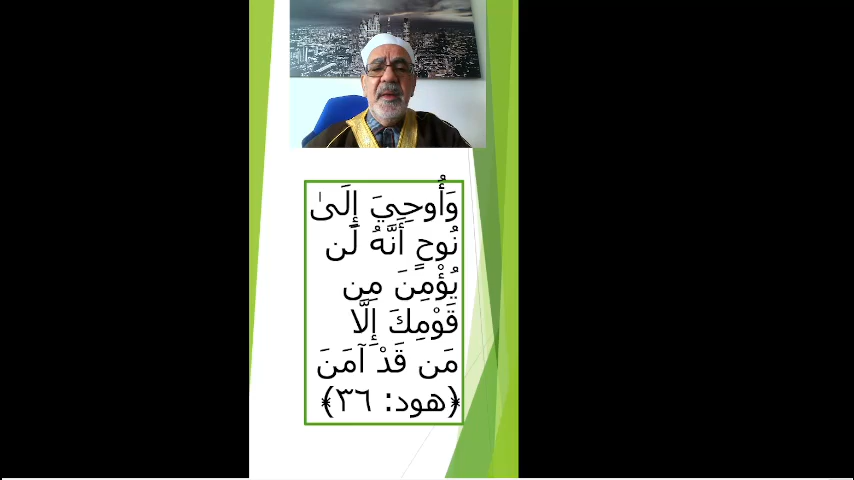 وَأُوحِيَ إِلَىٰ
نُوحٍ أَنَّهُ لَن
يُؤْمِنَ مِن
قَوْمِكَ إِلَّا
مَن قَدْ آمَنَ
﴿هود: ٣٦﴾